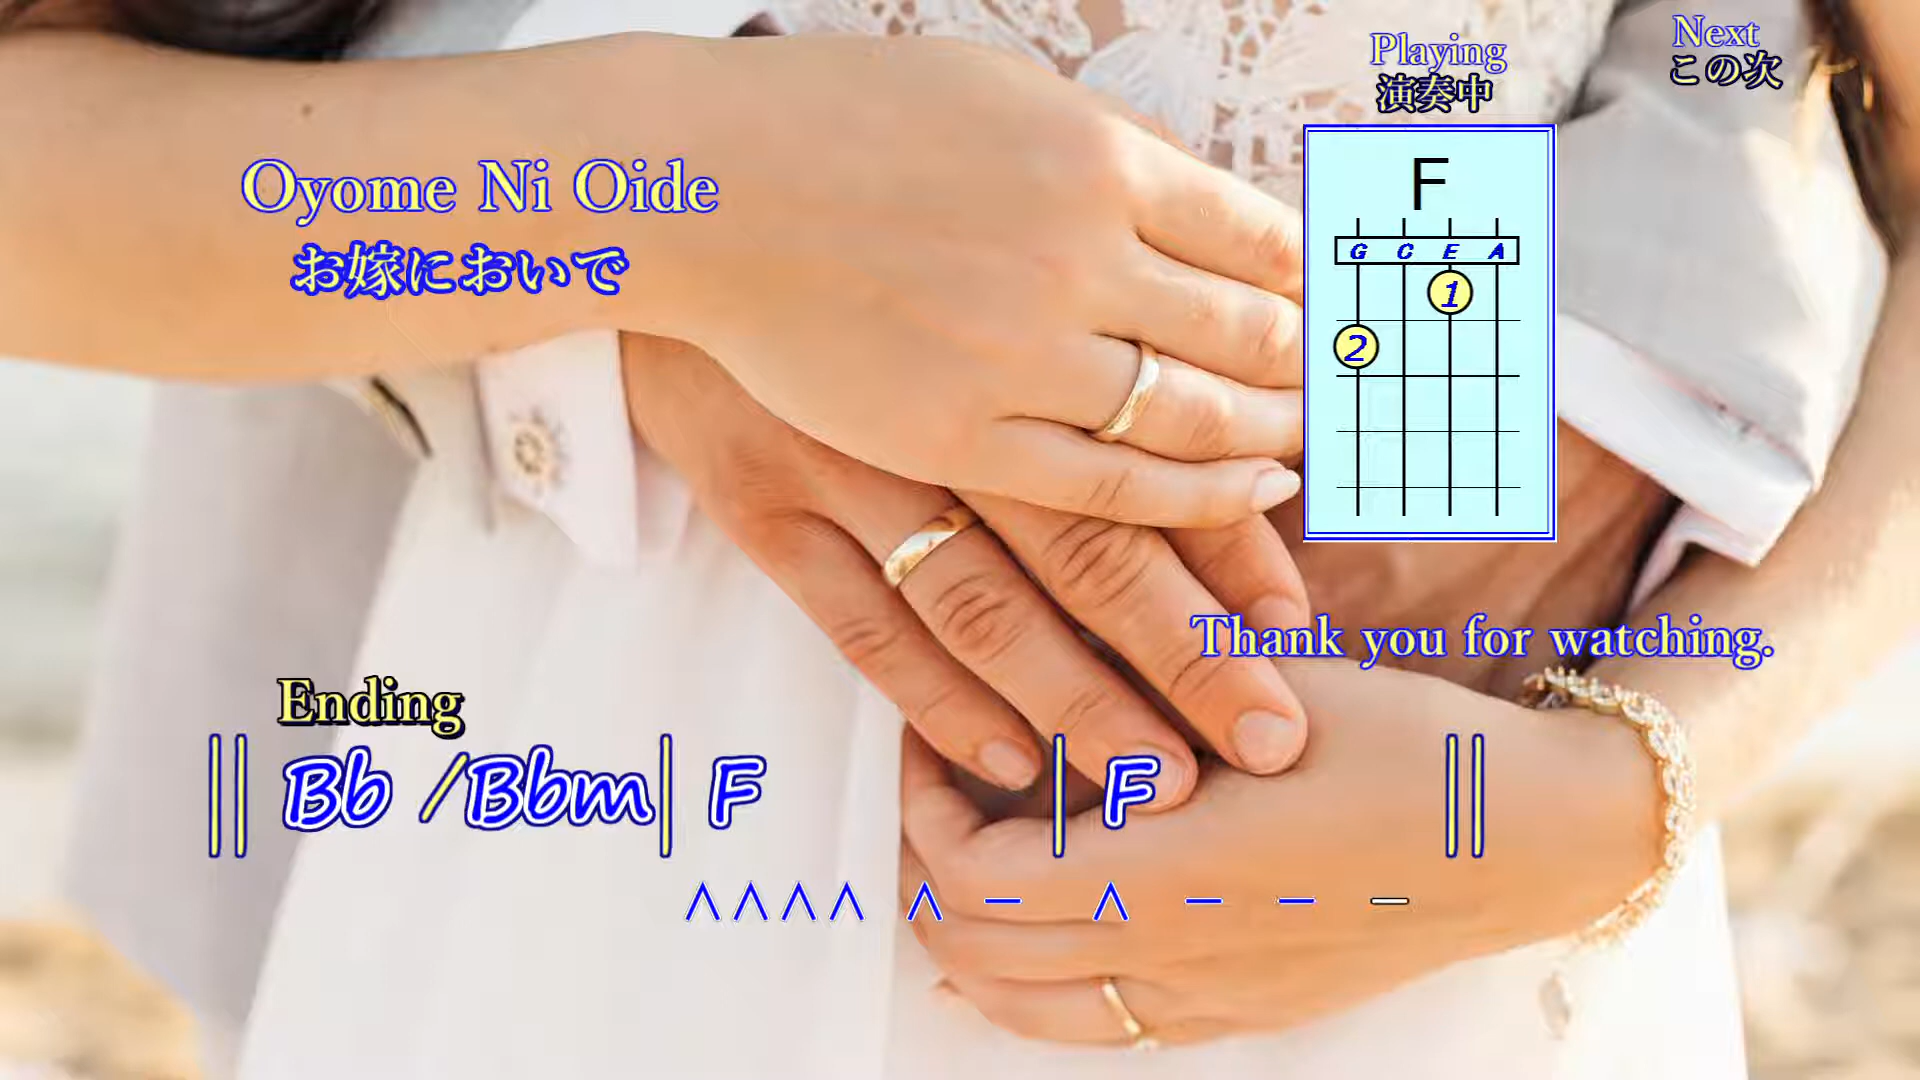 Playing
演奏中
Next
この次
Oyome Ni Oide
お嫁においで
F
G C E A
1
2
Thank you for watching.
Ending
|| Bb /Bbm| F | F ||
^ ^ ^ ^ ^ – ^ – – –